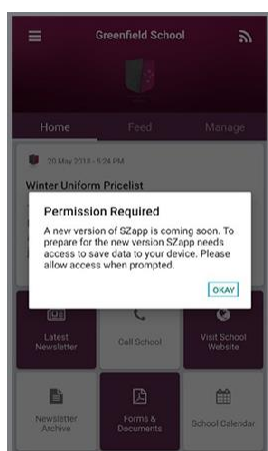 Greenfield School
Home Feed Manage
20 May 2018 - 5:24 PM
Winter Uniform Pricelist
Permission Required
A new version of SZapp is coming soon. To
prepare for the new version SZapp needs
access to save data to your device. Please
allow access when prompted.
OKAY
Latest
Newsletter
Call School
Visit School
Website
Newsletter
Archive
Forms &
Documents
School Calendar